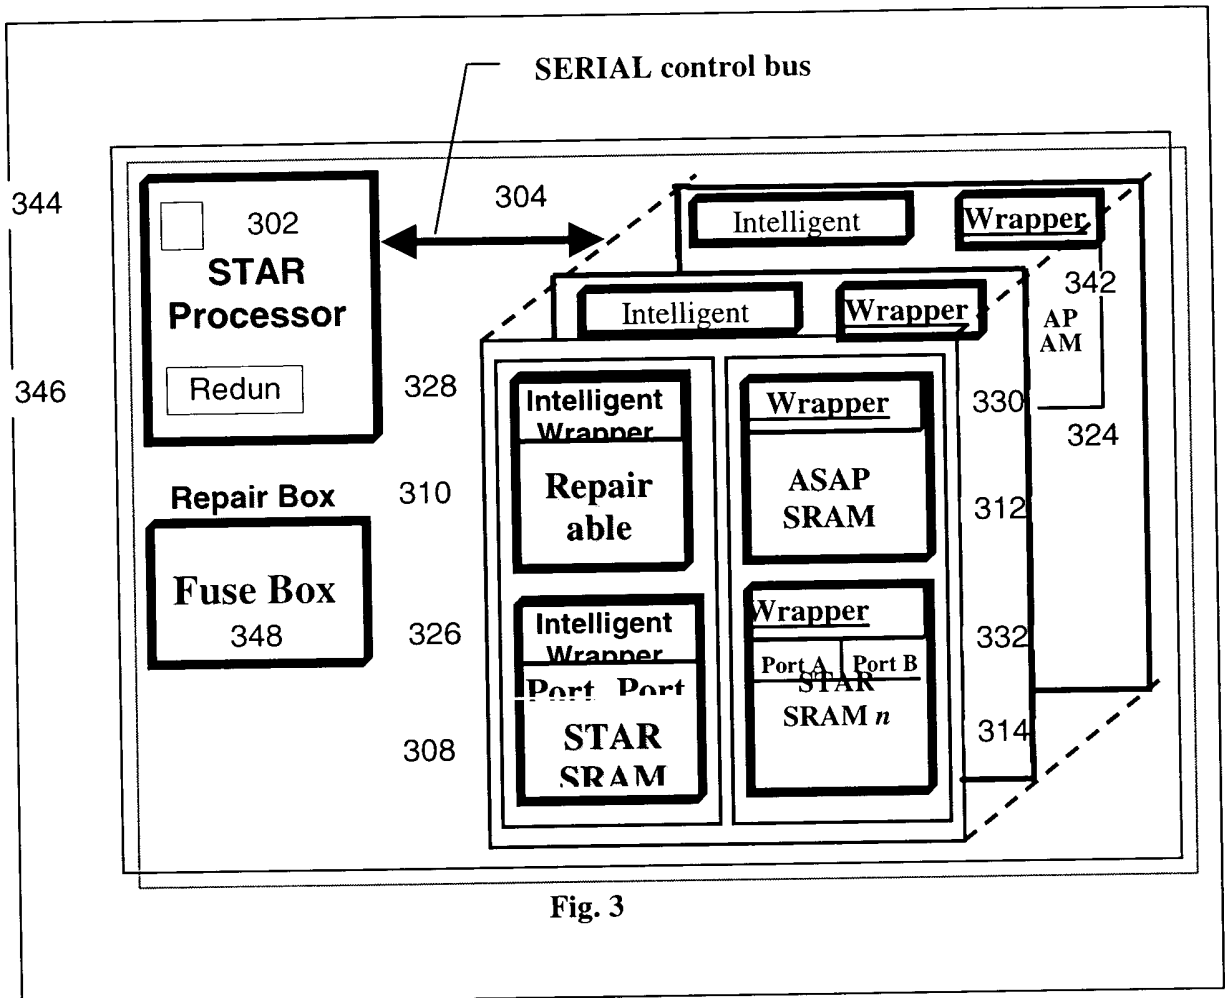 SERIAL control bus
344
304
302
STAR
Processor
Intelligent
Wrapper
342
Intelligent
Wrapper
AP
AM
346
Redun
328
Intelligent
Wrapper
Wrapper
330
324
Repair Box
310
Repair
able
ASAP
SRAM
312
Fuse Box
348
326
Intelligent
Wrapper
Wrapper
332
Port Port
Port A Port B
STAR
SRAM n
308
STAR
SRAM
314
Fig. 3